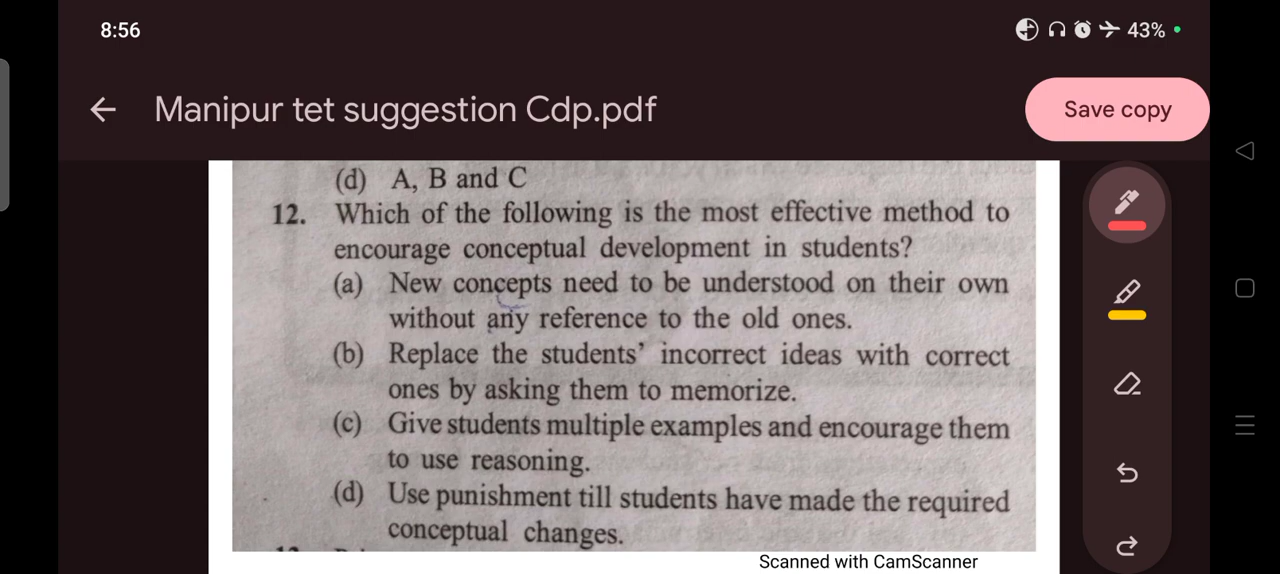 8:56
43%
Manipur tet suggestion Cdp.pdf
Save copy
(d) A, B and C
12. Which of the following is the most effective method to
encourage conceptual development in students?
(a) New concepts need to be understood on their own
without any reference to the old ones.
(b) Replace the students' incorrect ideas with correct
ones by asking them to memorize.
(c) Give students multiple examples and encourage them
to use reasoning.
(d) Use punishment till students have made the required
conceptual changes.
Scanned with CamScanner